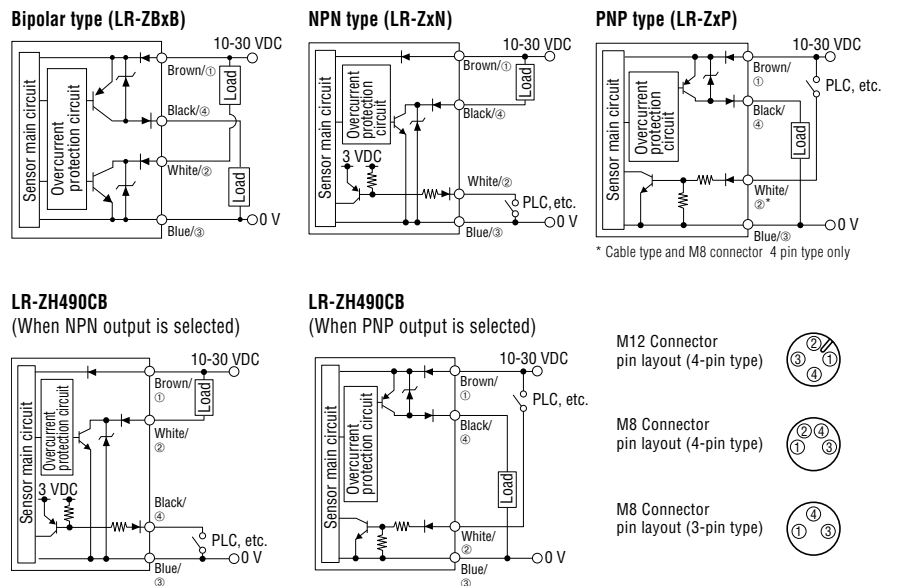 Bipolar type (LR-ZBxB)
10-30 VDC
Brown/①
Load
Black/④
White/②
Load
0 V
Blue/③
Sensor main circuit
Overcurrent
protection circuit
NPN type (LR-ZxN)
10-30 VDC
Brown/①
Load
Black/④
3 VDC
White/②
PLC, etc.
0 V
Blue/③
Sensor main circuit
Overcurrent
protection
circuit
PNP type (LR-ZxP)
10-30 VDC
Brown/
①
PLC, etc.
Black/
④
Load
White/
②*
0 V
Blue/③
Sensor main circuit
Overcurrent
protection
circuit
* Cable type and M8 connector 4 pin type only
LR-ZH490CB
(When NPN output is selected)
10-30 VDC
Brown/
①
Load
White/
②
3 VDC
Black/
④
PLC, etc.
0 V
Blue/
③
Sensor main circuit
Overcurrent
protection circuit
LR-ZH490CB
(When PNP output is selected)
10-30 VDC
Brown/
①
PLC, etc.
Black/
④
Load
White/
②
0 V
Blue/
③
Sensor main circuit
Overcurrent
protection circuit
M12 Connector
pin layout (4-pin type)
②
③ ①
④
M8 Connector
pin layout (4-pin type)
② ④
① ③
M8 Connector
pin layout (3-pin type)
④
① ③